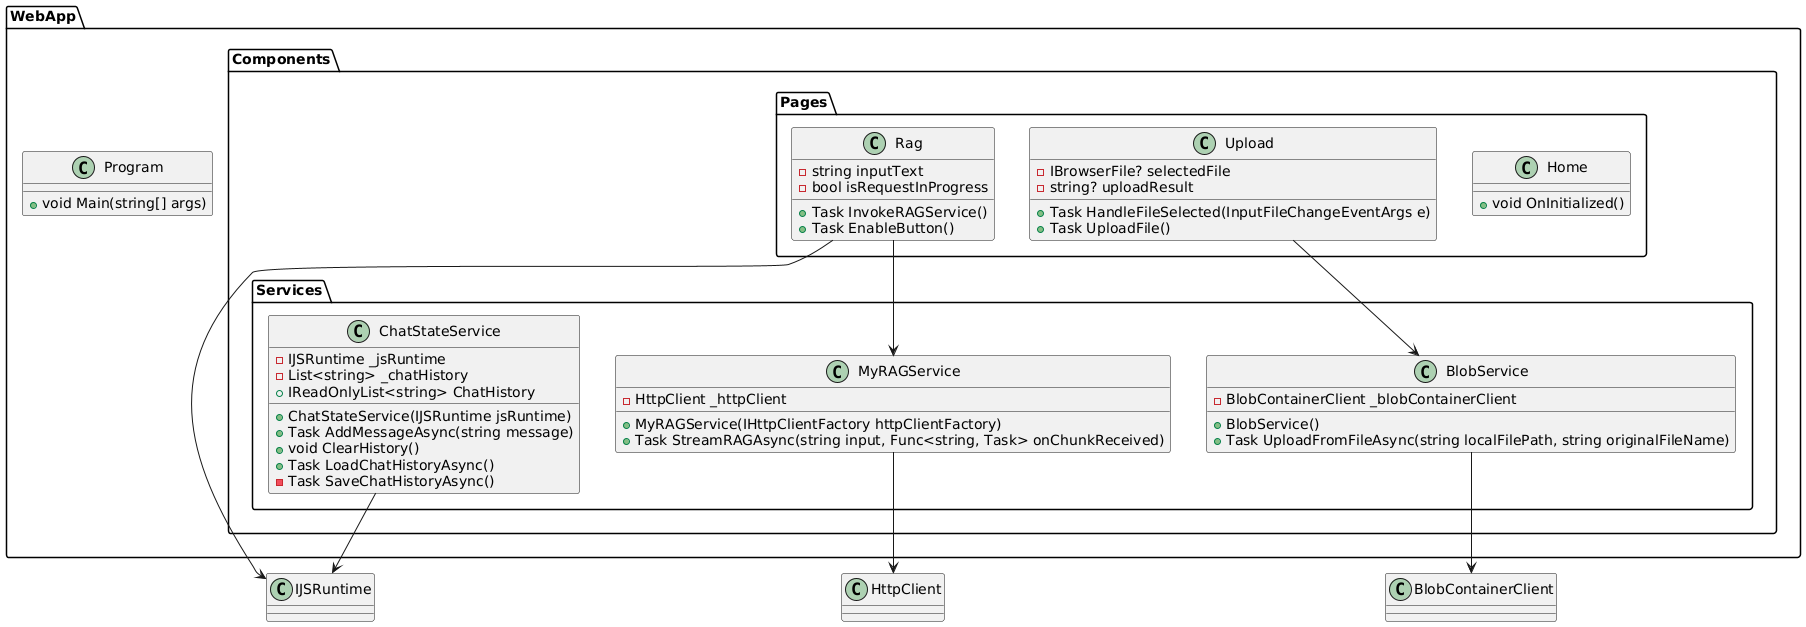 WebApp
Components
Pages
C Program
void Main(string[] args)
C Rag
string inputText
bool isRequestInProgress
Task InvokeRAGService()
Task EnableButton()
C Upload
IBrowserFile? selectedFile
string? uploadResult
Task HandleFileSelected(InputFileChangeEventArgs e)
Task UploadFile()
C Home
void OnInitialized()
Services
C ChatStateService
IJSRuntime _jsRuntime
List<string> _chatHistory
IReadOnlyList<string> ChatHistory
ChatStateService(IJSRuntime jsRuntime)
Task AddMessageAsync(string message)
void ClearHistory()
Task LoadChatHistoryAsync()
Task SaveChatHistoryAsync()
C MyRAGService
HttpClient _httpClient
MyRAGService(IHttpClientFactory httpClientFactory)
Task StreamRAGAsync(string input, Func<string, Task> onChunkReceived)
C BlobService
BlobContainerClient _blobContainerClient
BlobService()
Task UploadFromFileAsync(string localFilePath, string originalFileName)
C IJSRuntime
C HttpClient
C BlobContainerClient